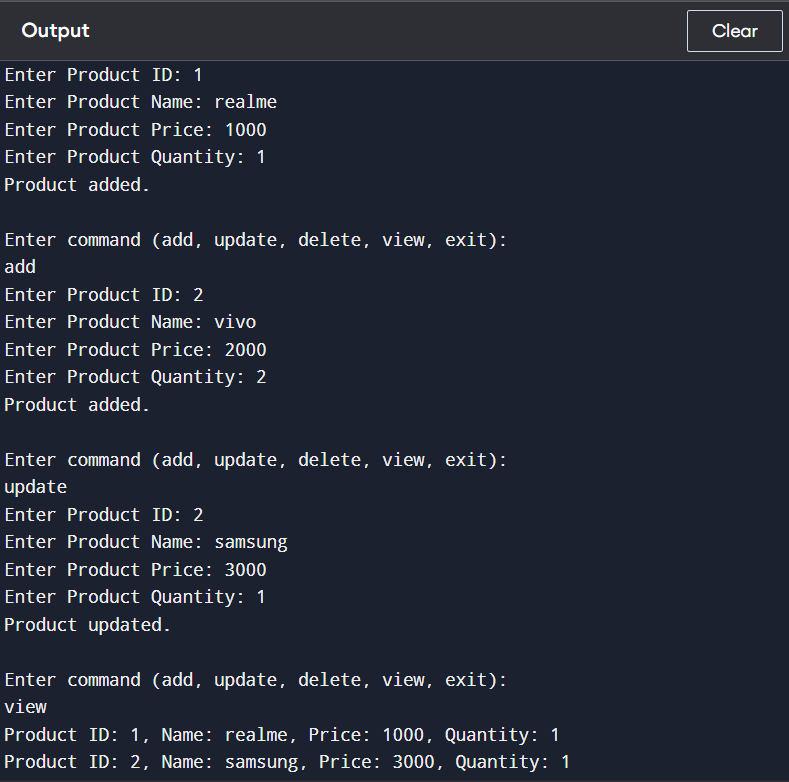 Output
Clear
Enter Product ID: 1
Enter Product Name: realme
Enter Product Price: 1000
Enter Product Quantity: 1
Product added.
Enter command (add, update, delete, view, exit):
add
Enter Product ID: 2
Enter Product Name: vivo
Enter Product Price: 2000
Enter Product Quantity: 2
Product added.
Enter command (add, update, delete, view, exit):
update
Enter Product ID: 2
Enter Product Name: samsung
Enter Product Price: 3000
Enter Product Quantity: 1
Product updated.
Enter command (add, update, delete, view, exit):
view
Product ID: 1, Name: realme, Price: 1000, Quantity: 1
Product ID: 2, Name: samsung, Price: 3000, Quantity: 1